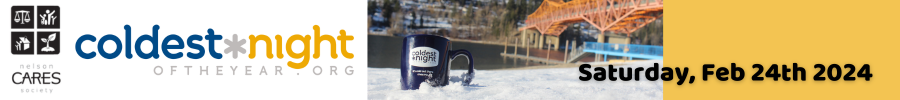 nelson
CARES
society
coldest*night
OFTHEYEAR.ORG
coldest
*night
Saturday, Feb 24th 2024